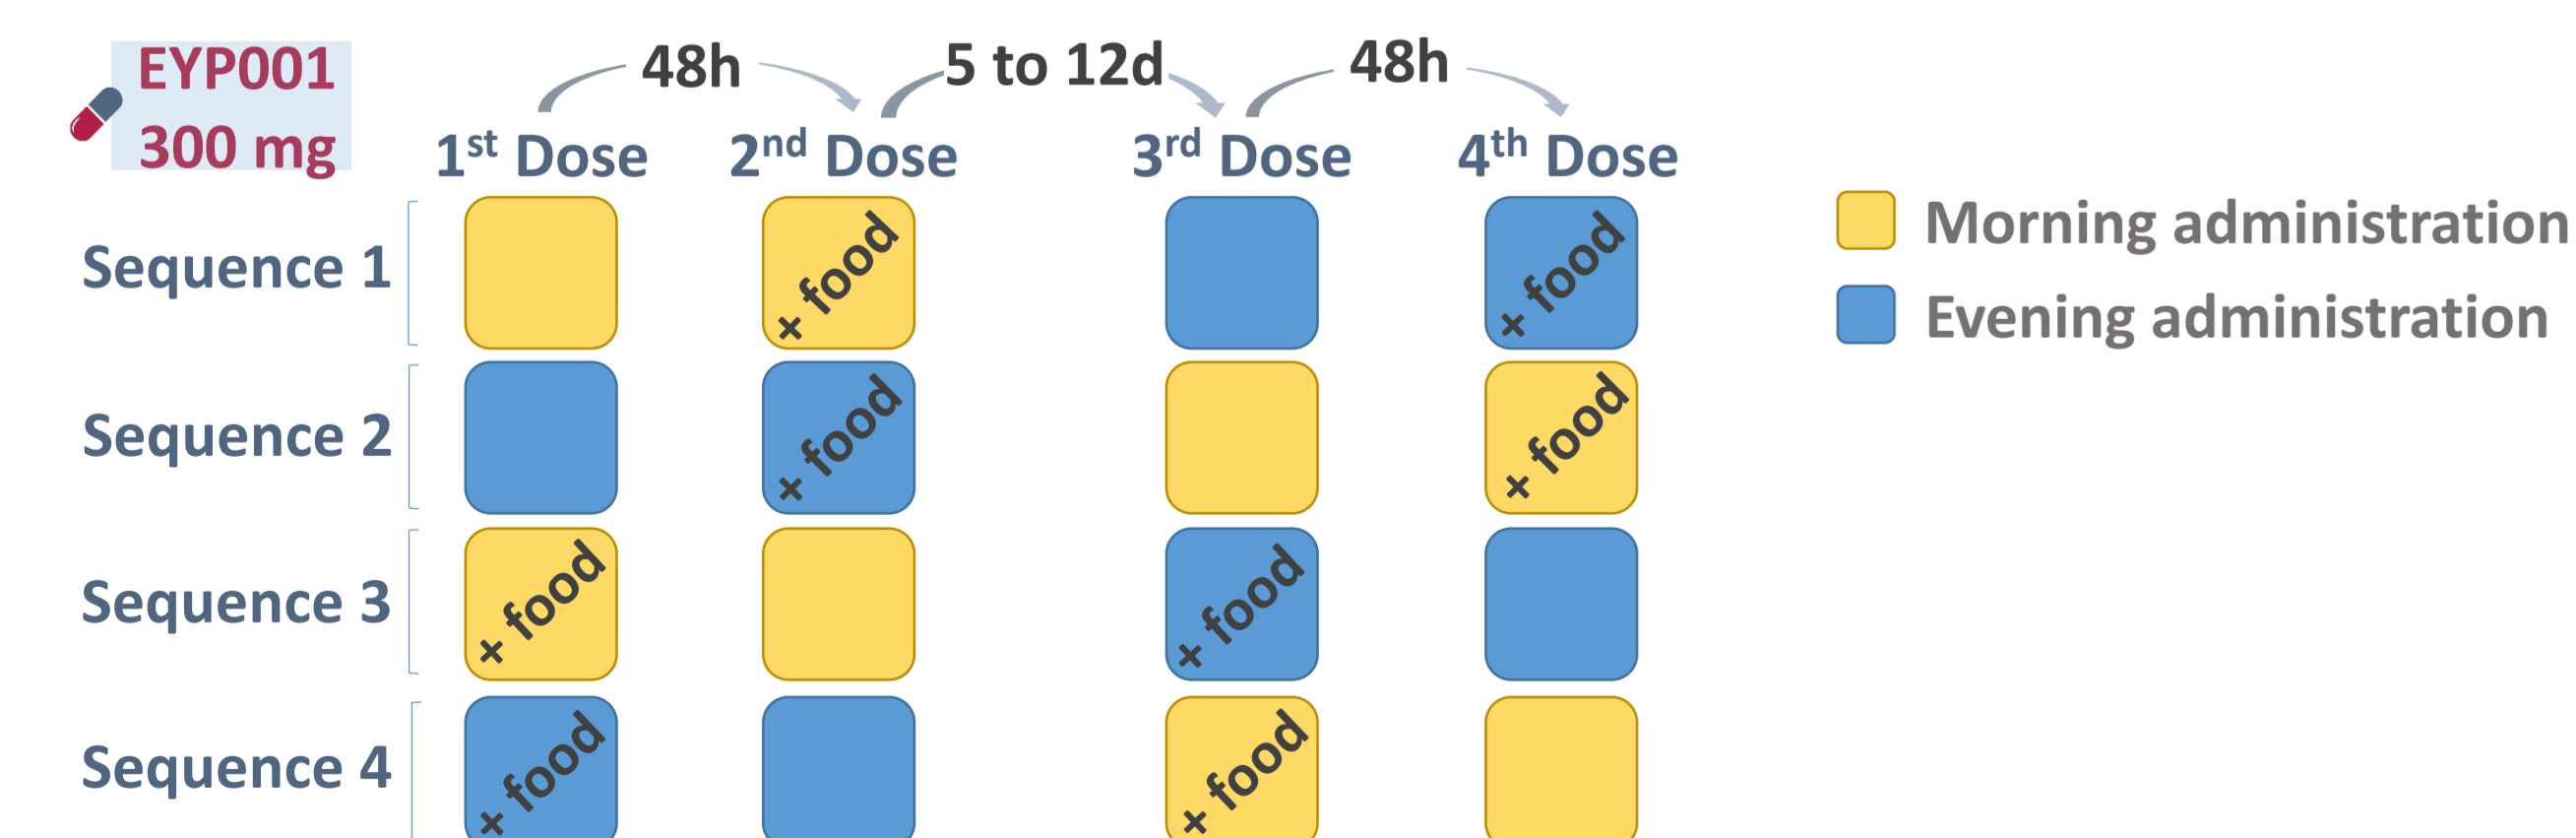 EYP001
300 mg
48h
5 to 12d
48h
1st Dose
2nd Dose
3rd Dose
4th Dose
Sequence 1
+ food
+ food
Morning administration
Evening administration
Sequence 2
+ food
+ food
Sequence 3
+ food
+ food
Sequence 4
+ food
+ food